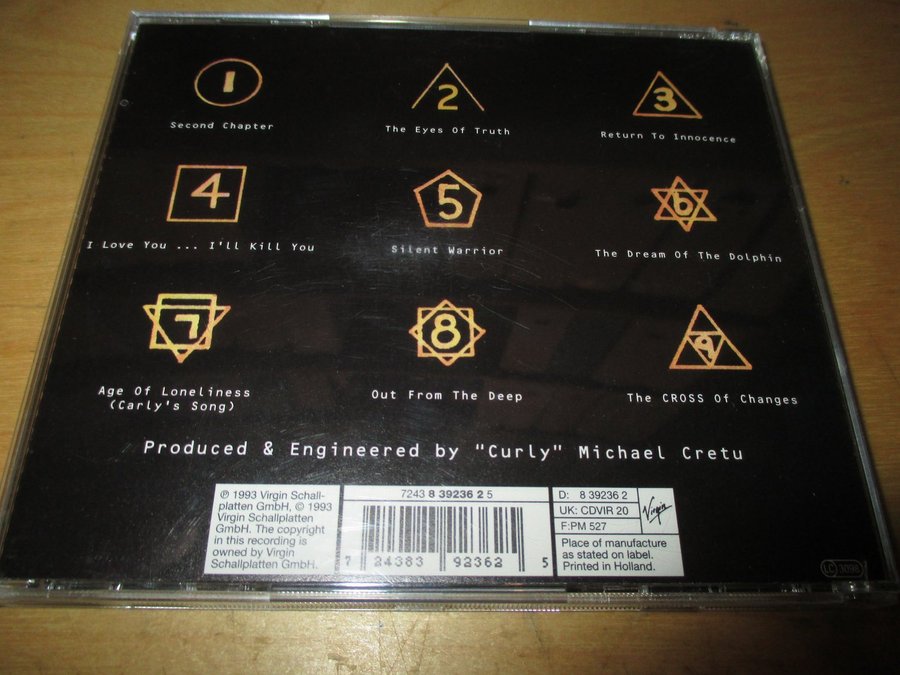 1
Second Chapter
2
The Eyes Of Truth
3
Return To Innocence
4
I Love You ... I'll Kill You
5
Silent Warrior
6
The Dream Of The Dolphin
7
Age Of Loneliness
(Carly's Song)
8
Out From The Deep
9
The CROSS Of Changes
Produced & Engineered by "Curly" Michael Cretu
℗ 1993 Virgin Schall-
platten GmbH, © 1993
Virgin Schallplatten
GmbH. The copyright
in this recording is
owned by Virgin
Schallplatten GmbH.
7243 8 39236 2 5
7 24383 92362 5
D: 8 39236 2
UK: CDVIR 20
F:PM 527
Virgin
Place of manufacture
as stated on label.
Printed in Holland.
LC 3098